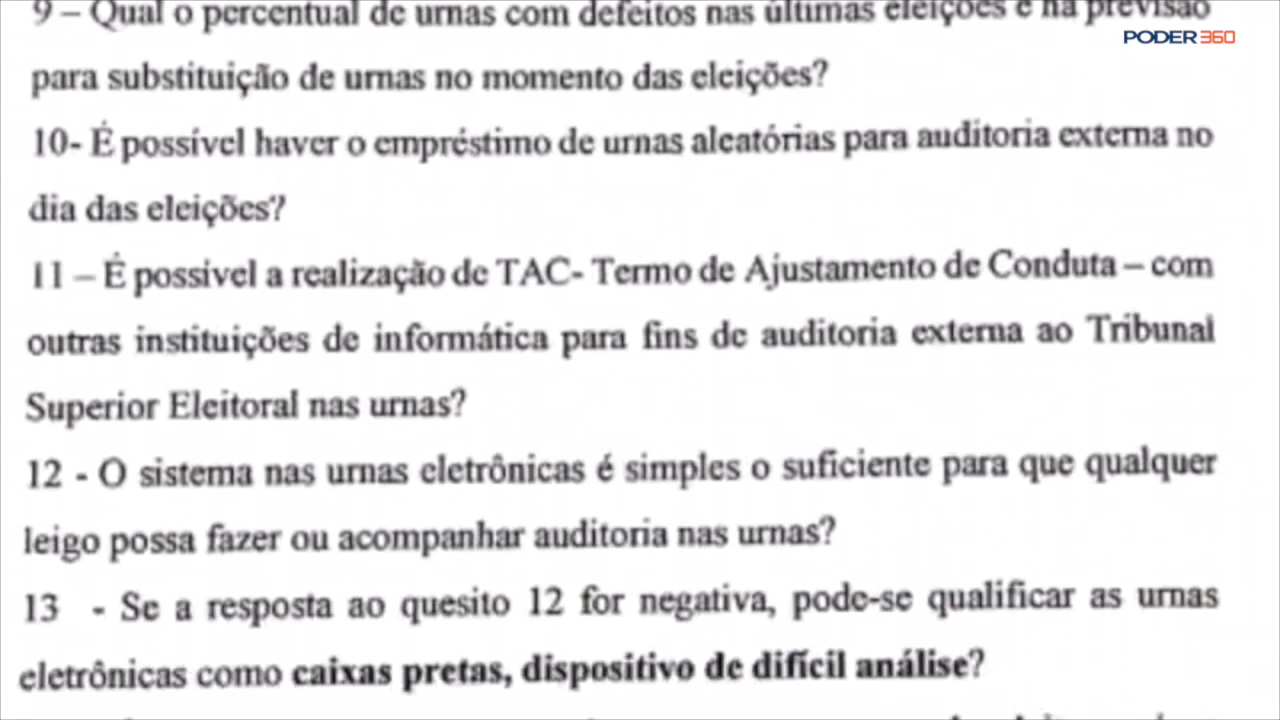 9 – Qual o percentual de urnas com defeitos nas últimas eleições e há previsão
PODER360
para substituição de urnas no momento das eleições?
10- É possível haver o empréstimo de urnas aleatórias para auditoria externa no
dia das eleições?
11 – É possível a realização de TAC- Termo de Ajustamento de Conduta – com
outras instituições de informática para fins de auditoria externa ao Tribunal
Superior Eleitoral nas urnas?
12 - O sistema nas urnas eletrônicas é simples o suficiente para que qualquer
leigo possa fazer ou acompanhar auditoria nas urnas?
13 - Se a resposta ao quesito 12 for negativa, pode-se qualificar as urnas
eletrônicas como caixas pretas, dispositivo de difícil análise?